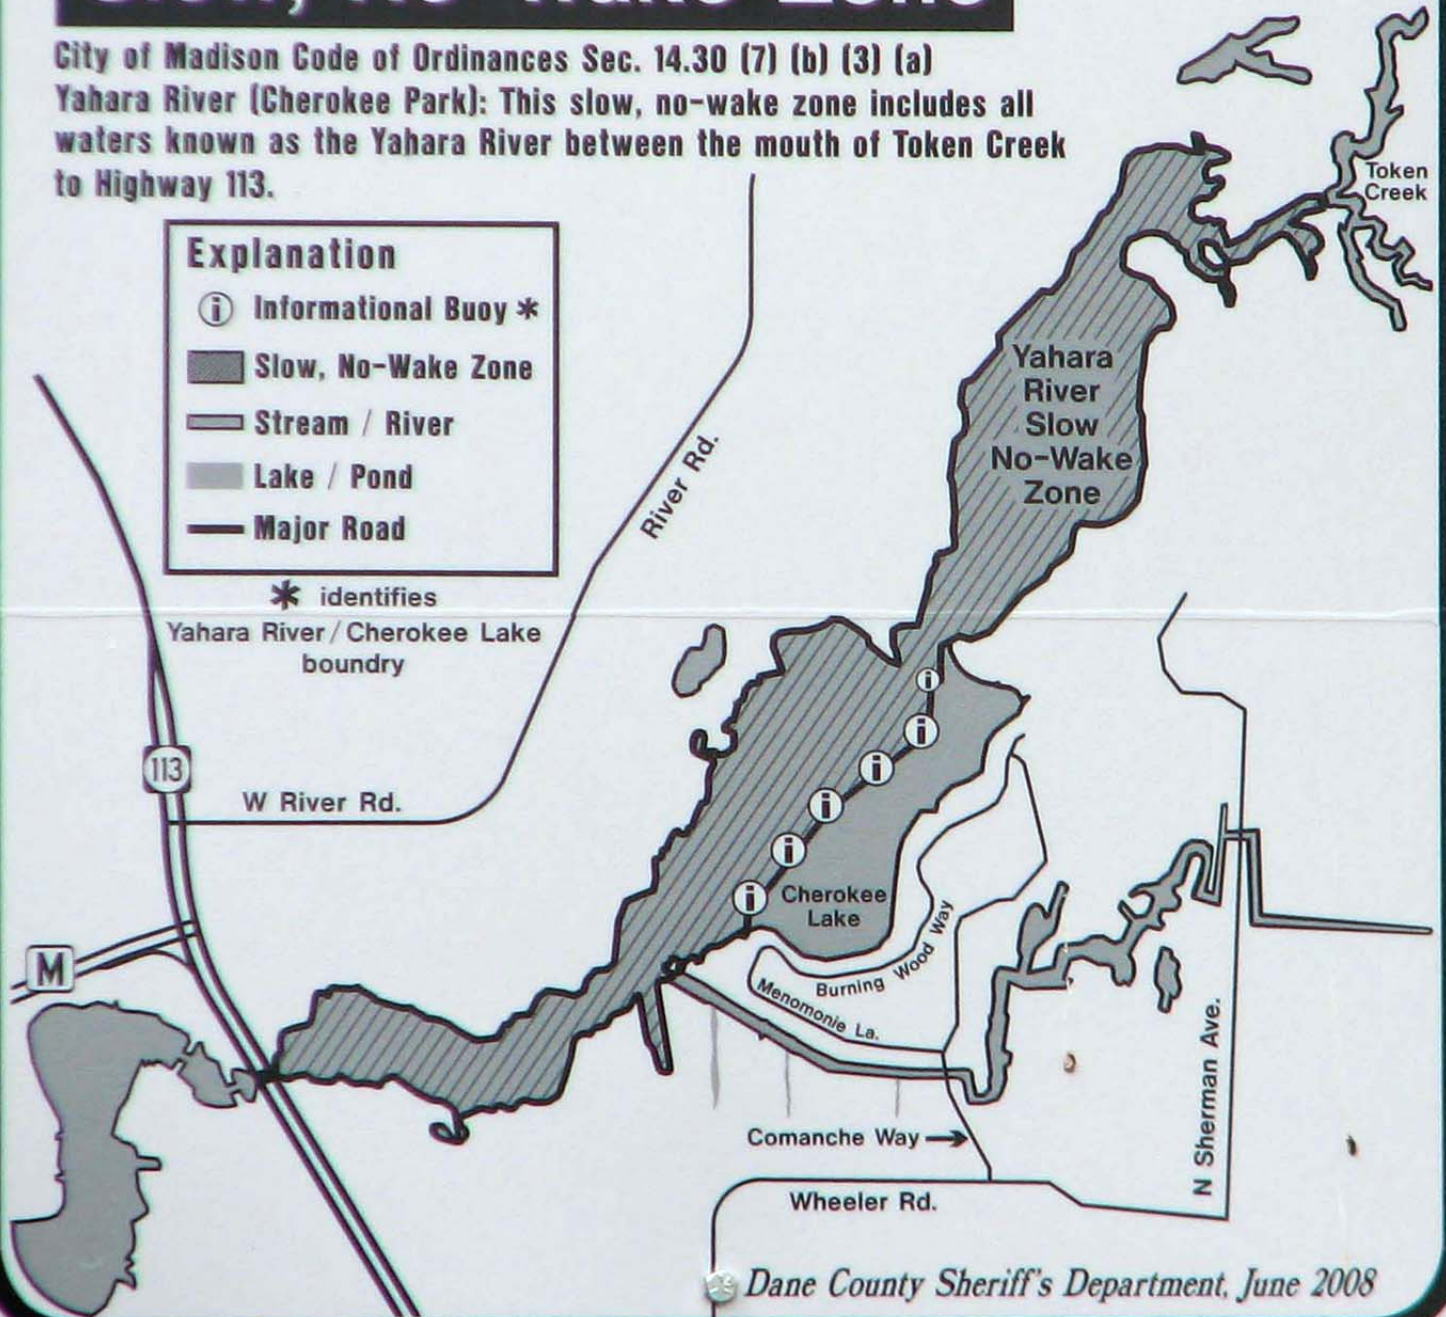 Slow, No-Wake Zone
City of Madison Code of Ordinances Sec. 14.30 (7) (b) (3) (a)
Yahara River (Cherokee Park): This slow, no-wake zone includes all
waters known as the Yahara River between the mouth of Token Creek
to Highway 113.
Explanation
i Informational Buoy *
Slow, No-Wake Zone
Stream / River
Lake / Pond
Major Road
* identifies
Yahara River / Cherokee Lake
boundry
Token
Creek
Yahara
River
Slow
No-Wake
Zone
River Rd.
113
W River Rd.
M
i
i
i
i
i
i
Cherokee
Lake
Burning Wood Way
Menomonie La.
N Sherman Ave.
Comanche Way
Wheeler Rd.
Dane County Sheriff's Department, June 2008